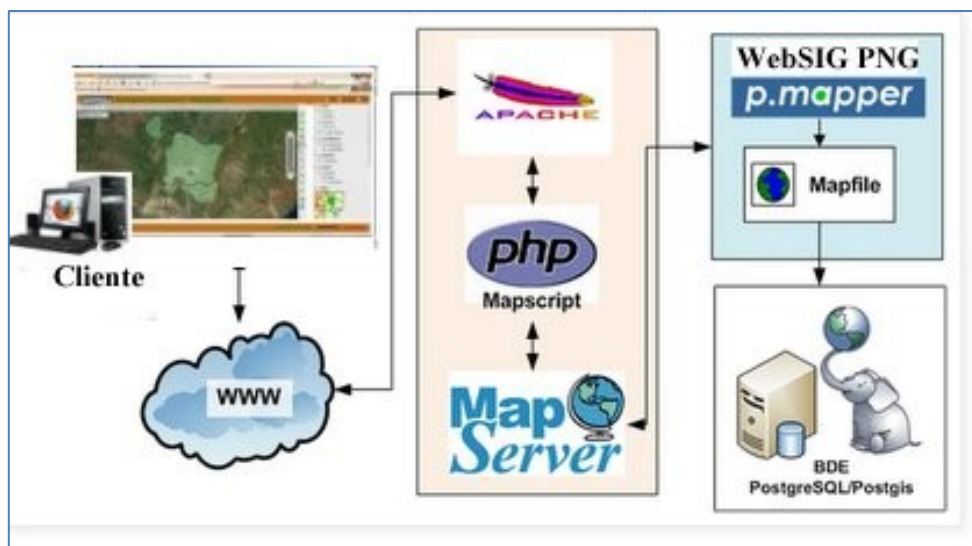 Cliente
WWW
APACHE
php
Mapscript
Map
Server
WebSIG PNG
p.mapper
Mapfile
BDE
PostgreSQL/Postgis